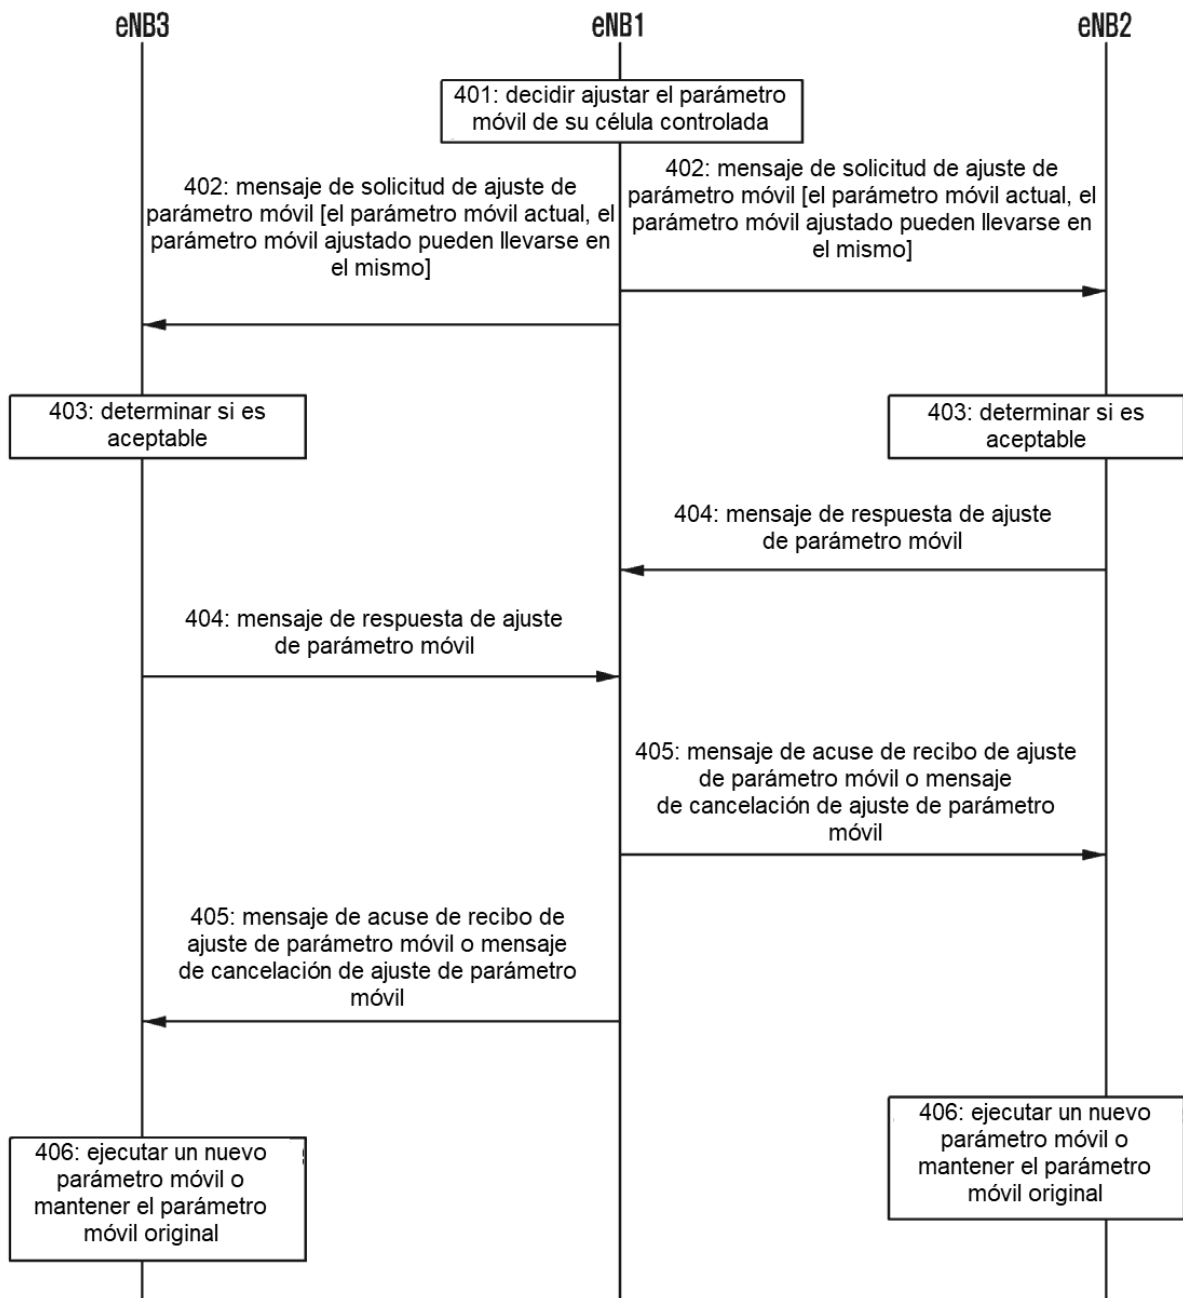 eNB3
eNB1
eNB2
401: decidir ajustar el parámetro
móvil de su célula controlada
402: mensaje de solicitud de ajuste de
parámetro móvil [el parámetro móvil actual, el
parámetro móvil ajustado pueden llevarse en
el mismo]
402: mensaje de solicitud de ajuste de
parámetro móvil [el parámetro móvil actual, el
parámetro móvil ajustado pueden llevarse en
el mismo]
403: determinar si es
aceptable
403: determinar si es
aceptable
404: mensaje de respuesta de ajuste
de parámetro móvil
404: mensaje de respuesta de ajuste
de parámetro móvil
405: mensaje de acuse de recibo de ajuste
de parámetro móvil o mensaje
de cancelación de ajuste de parámetro
móvil
405: mensaje de acuse de recibo de
ajuste de parámetro móvil o mensaje
de cancelación de ajuste de parámetro
móvil
406: ejecutar un nuevo
parámetro móvil o
mantener el parámetro
móvil original
406: ejecutar un nuevo
parámetro móvil o
mantener el parámetro
móvil original